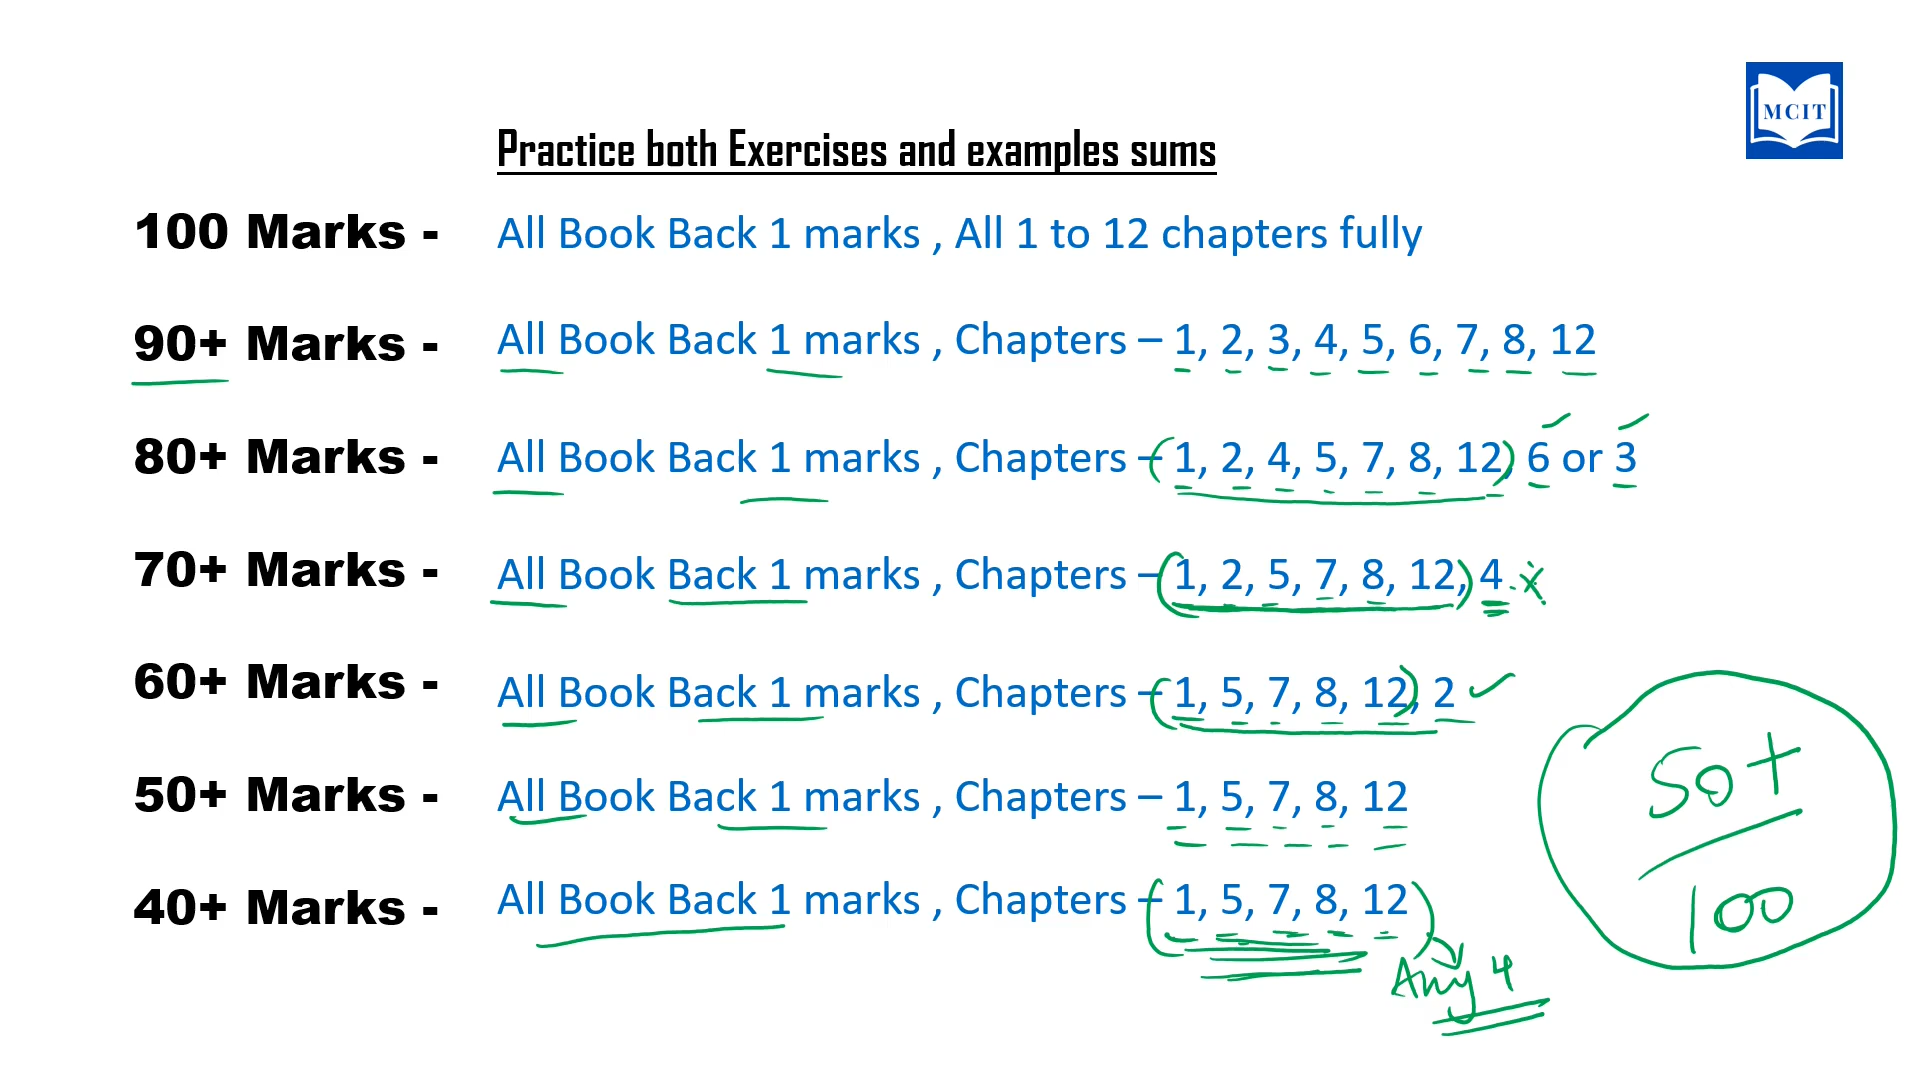 MCIT
Practice both Exercises and examples sums
100 Marks - All Book Back 1 marks , All 1 to 12 chapters fully
90+ Marks - All Book Back 1 marks , Chapters – 1, 2, 3, 4, 5, 6, 7, 8, 12
80+ Marks - All Book Back 1 marks , Chapters – (1, 2, 4, 5, 7, 8, 12), 6 or 3
70+ Marks - All Book Back 1 marks , Chapters – (1, 2, 5, 7, 8, 12), 4
60+ Marks - All Book Back 1 marks , Chapters – (1, 5, 7, 8, 12), 2
50+ Marks - All Book Back 1 marks , Chapters – 1, 5, 7, 8, 12
40+ Marks - All Book Back 1 marks , Chapters – (1, 5, 7, 8, 12)
Any 4
50+
100